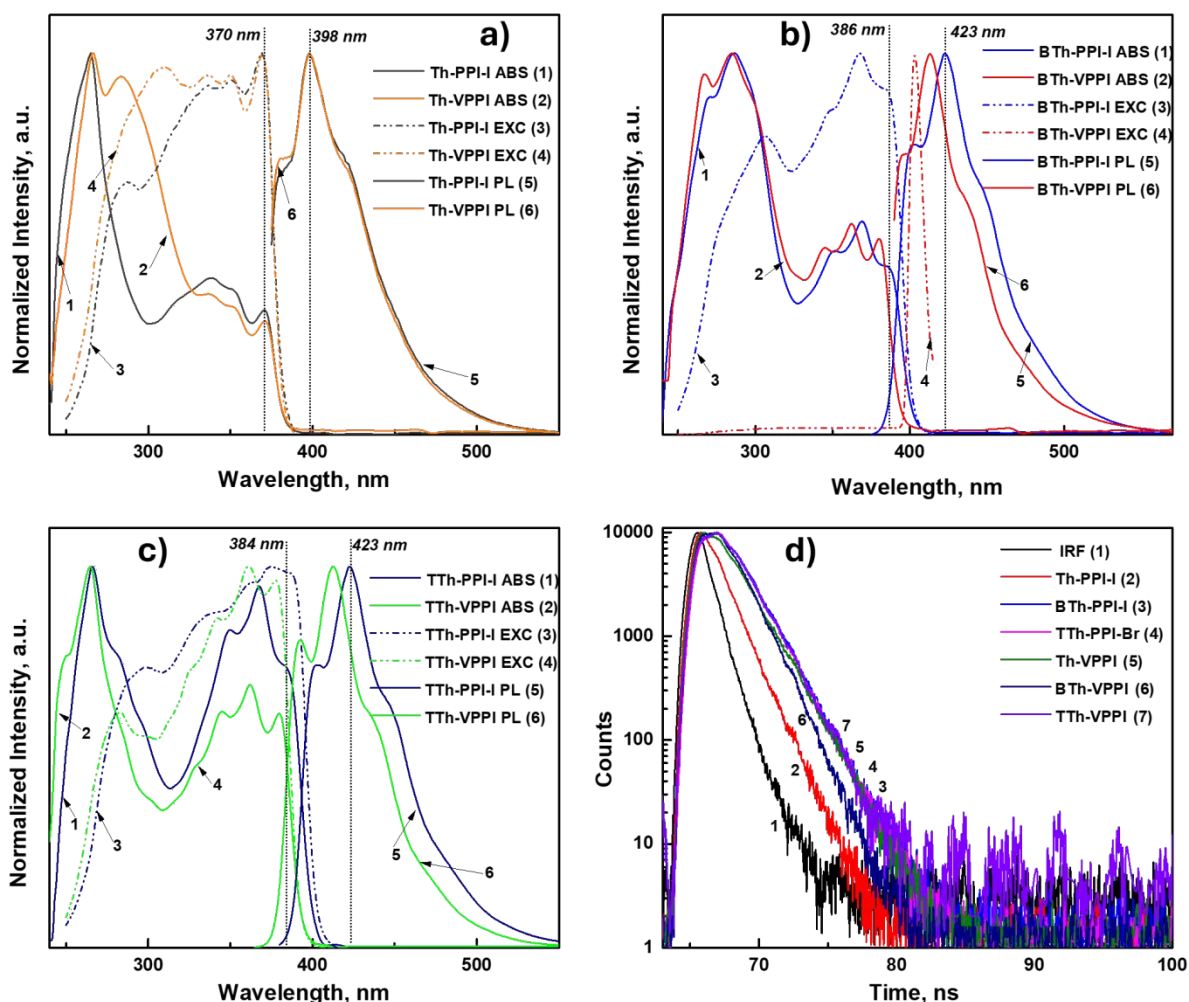 a)
370 nm
398 nm
Th-PPI-I ABS (1)
Th-VPPI ABS (2)
Th-PPI-I EXC (3)
Th-VPPI EXC (4)
Th-PPI-I PL (5)
Th-VPPI PL (6)
4
6
2
1
3
5
Normalized Intensity, a.u.
300
400
500
Wavelength, nm
b)
386 nm
423 nm
BTh-PPI-I ABS (1)
BTh-VPPI ABS (2)
BTh-PPI-I EXC (3)
BTh-VPPI EXC (4)
BTh-PPI-I PL (5)
BTh-VPPI PL (6)
1
2
6
3
4
5
Normalized Intensity, a.u.
300
400
500
Wavelength, nm
c)
384 nm
423 nm
TTh-PPI-I ABS (1)
TTh-VPPI ABS (2)
TTh-PPI-I EXC (3)
TTh-VPPI EXC (4)
TTh-PPI-I PL (5)
TTh-VPPI PL (6)
2
4
1
3
5
6
Normalized Intensity, a.u.
300
400
500
Wavelength, nm
d)
IRF (1)
Th-PPI-I (2)
BTh-PPI-I (3)
TTh-PPI-Br (4)
Th-VPPI (5)
BTh-VPPI (6)
TTh-VPPI (7)
10000
1000
100
10
1
6
7
5
2
4
3
1
Counts
70
80
90
100
Time, ns